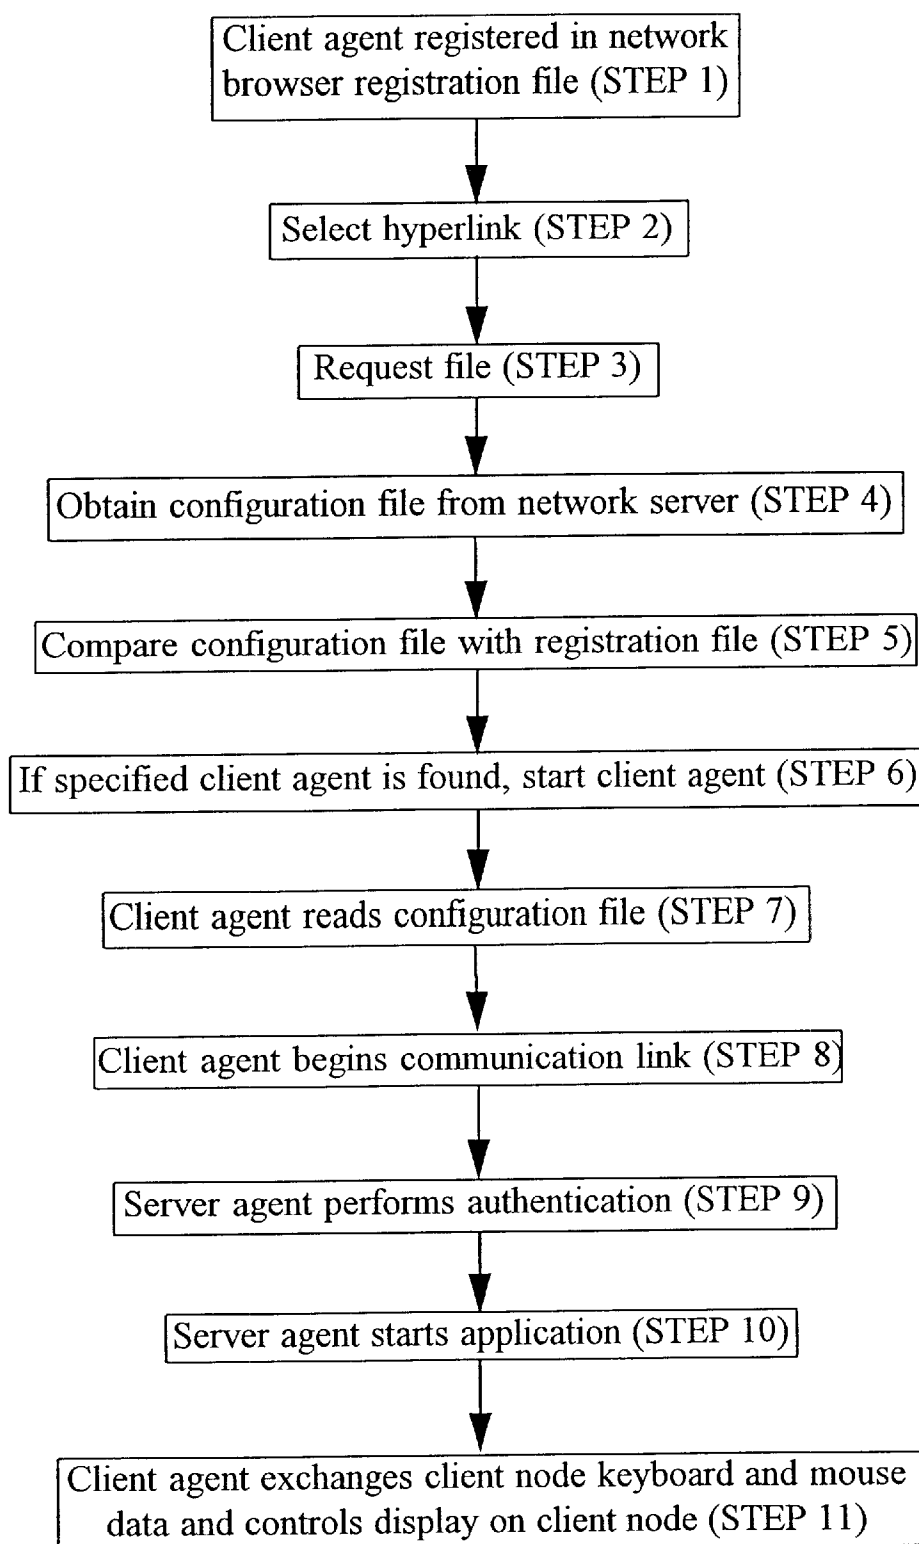 Client agent registered in network
browser registration file (STEP 1)
Select hyperlink (STEP 2)
Request file (STEP 3)
Obtain configuration file from network server (STEP 4)
Compare configuration file with registration file (STEP 5)
If specified client agent is found, start client agent (STEP 6)
Client agent reads configuration file (STEP 7)
Client agent begins communication link (STEP 8)
Server agent performs authentication (STEP 9)
Server agent starts application (STEP 10)
Client agent exchanges client node keyboard and mouse
data and controls display on client node (STEP 11)